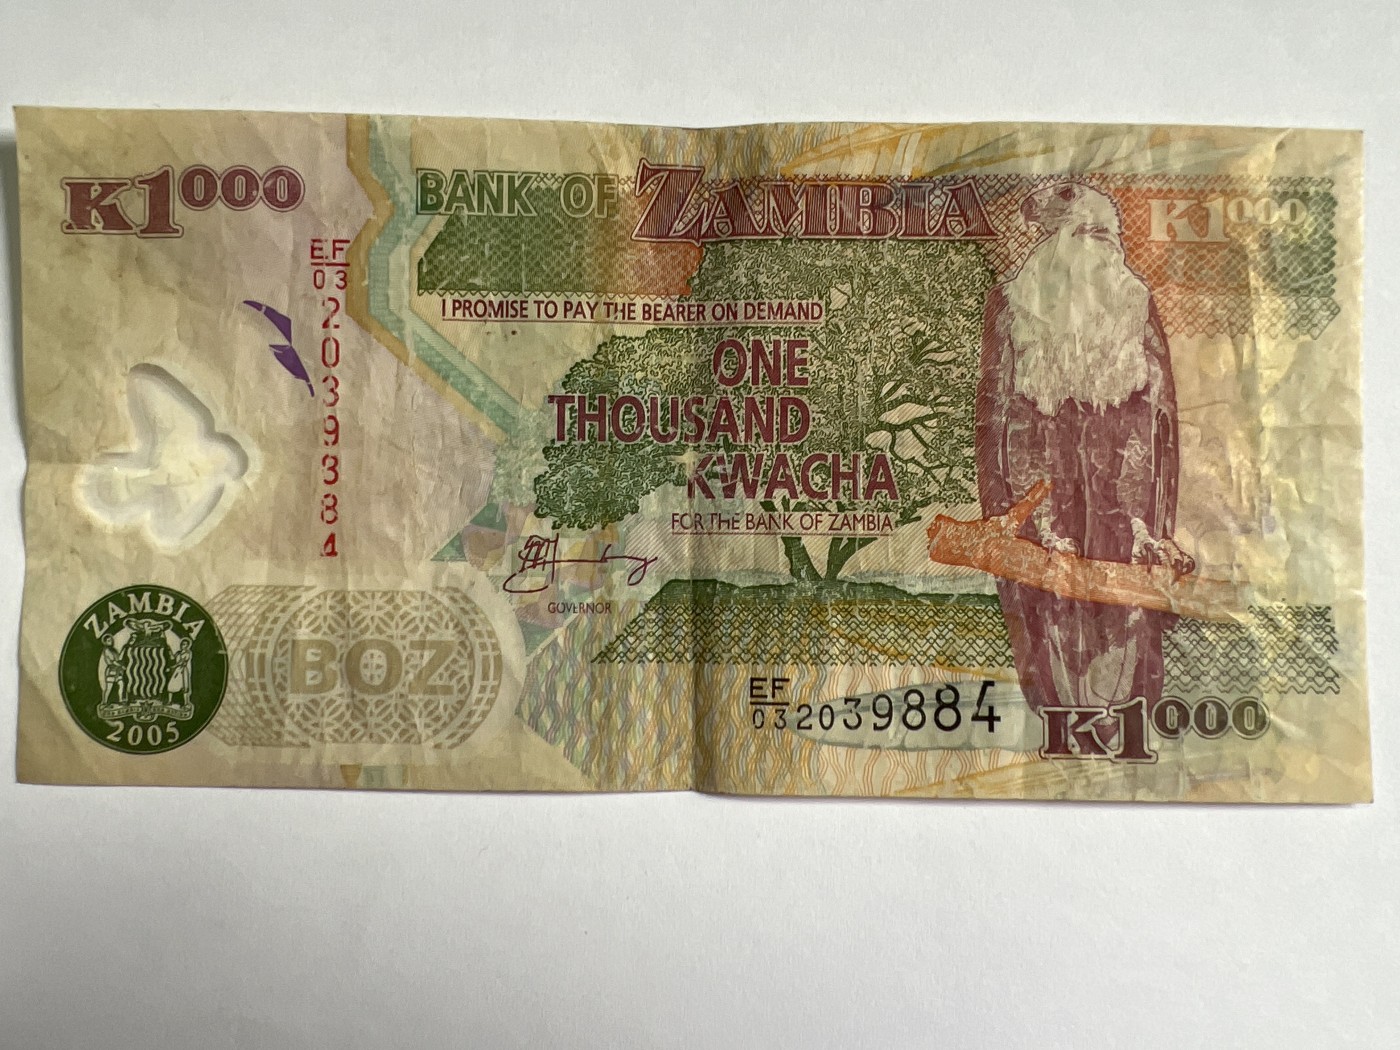 K1000
BANK OF ZAMBIA
K1000
EF
03
2039884
I PROMISE TO PAY THE BEARER ON DEMAND
ONE
THOUSAND
KWACHA
FOR THE BANK OF ZAMBIA
GOVERNOR
ZAMBIA
2005
BOZ
EF
03 2039884
K1000